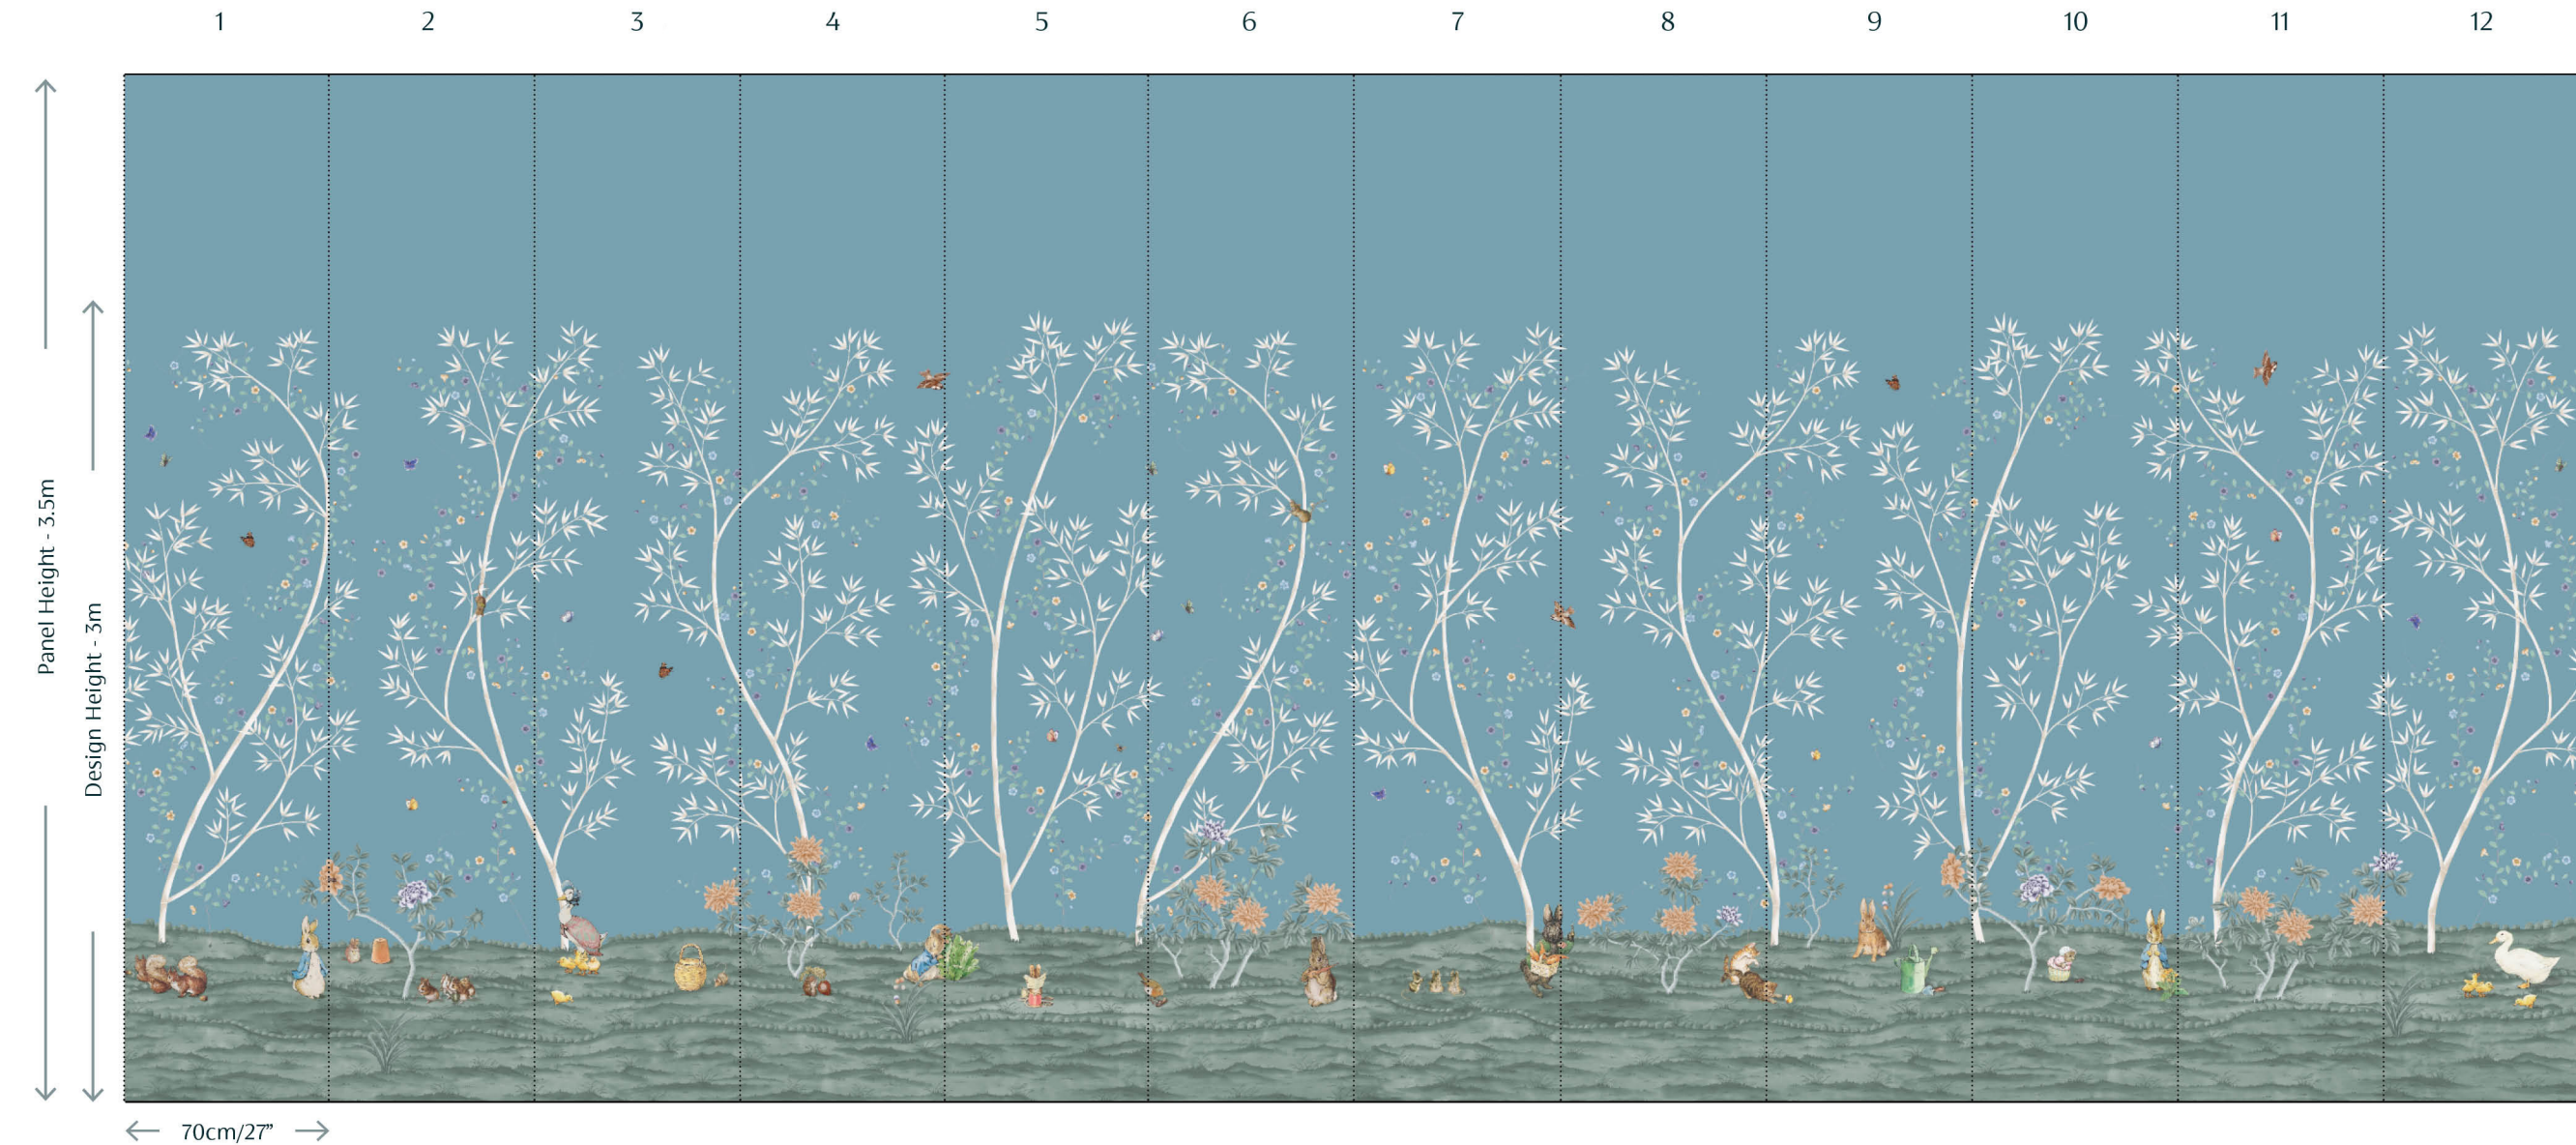 1 2 3 4 5 6 7 8 9 10 11 12
Panel Height - 3.5m
Design Height - 3m
70cm/27”